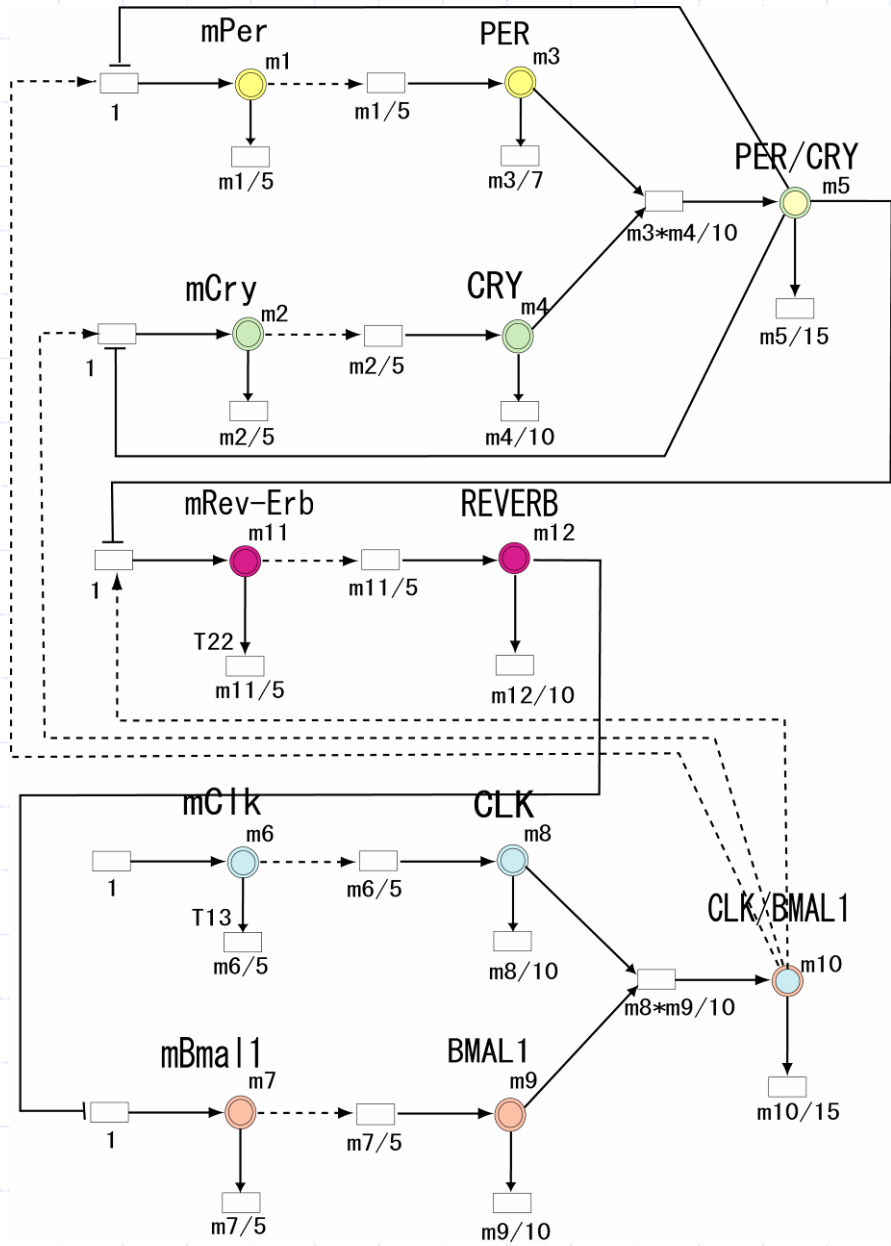 mPer
PER
m1
m3
1
m1/5
m1/5
m3/7
PER/CRY
m5
m3*m4/10
m5/15
mCry
CRY
m2
m4
1
m2/5
m2/5
m4/10
mRev-Erb
REVERB
m11
m12
1
m11/5
T22
m11/5
m12/10
mClk
CLK
m6
m8
1
m6/5
T13
m6/5
m8/10
CLK/BMAL1
m10
m8*m9/10
m10/15
mBmal1
BMAL1
m7
m9
1
m7/5
m7/5
m9/10